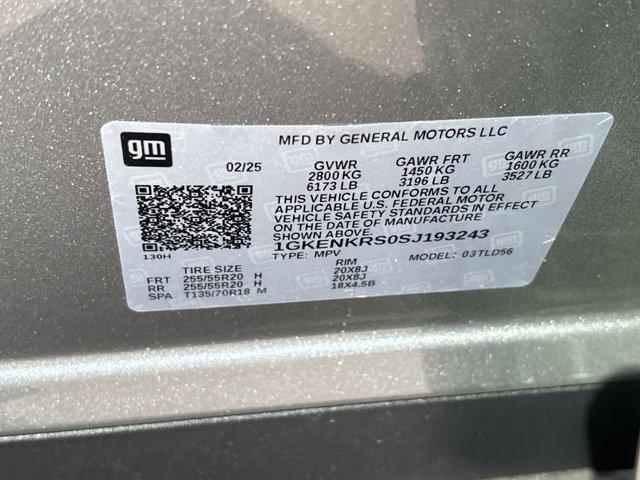 gm
MFD BY GENERAL MOTORS LLC
02/25 GVWR GAWR FRT GAWR RR
2800 KG 1450 KG 1600 KG
6173 LB 3196 LB 3527 LB
THIS VEHICLE CONFORMS TO ALL
APPLICABLE U.S. FEDERAL MOTOR
VEHICLE SAFETY STANDARDS IN EFFECT
ON THE DATE OF MANUFACTURE
SHOWN ABOVE.
1GKENKRS0SJ193243
130H
TYPE: MPV MODEL: 03TLD56
TIRE SIZE RIM
FRT 255/55R20 H 20X8J
RR 255/55R20 H 20X8J
SPA T135/70R18 M 18X4.5B